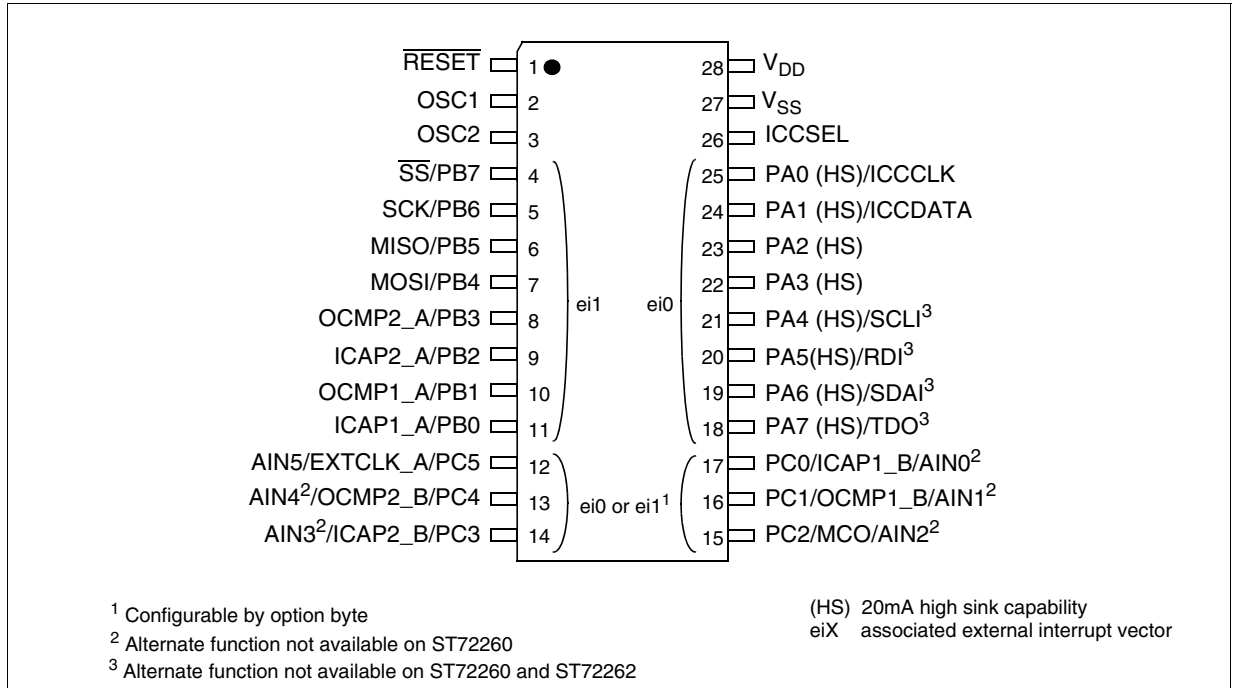 RESET 1 28 VDD
OSC1 2 27 VSS
OSC2 3 26 ICCSEL
SS/PB7 4 25 PA0 (HS)/ICCCLK
SCK/PB6 5 24 PA1 (HS)/ICCDATA
MISO/PB5 6 23 PA2 (HS)
MOSI/PB4 7 22 PA3 (HS)
ei1 ei0
OCMP2_A/PB3 8 21 PA4 (HS)/SCLI3
ICAP2_A/PB2 9 20 PA5(HS)/RDI3
OCMP1_A/PB1 10 19 PA6 (HS)/SDAI3
ICAP1_A/PB0 11 18 PA7 (HS)/TDO3
AIN5/EXTCLK_A/PC5 12 17 PC0/ICAP1_B/AIN02
AIN42/OCMP2_B/PC4 13 ei0 or ei11 16 PC1/OCMP1_B/AIN12
AIN32/ICAP2_B/PC3 14 15 PC2/MCO/AIN22
1 Configurable by option byte
2 Alternate function not available on ST72260
3 Alternate function not available on ST72260 and ST72262
(HS) 20mA high sink capability
eiX associated external interrupt vector